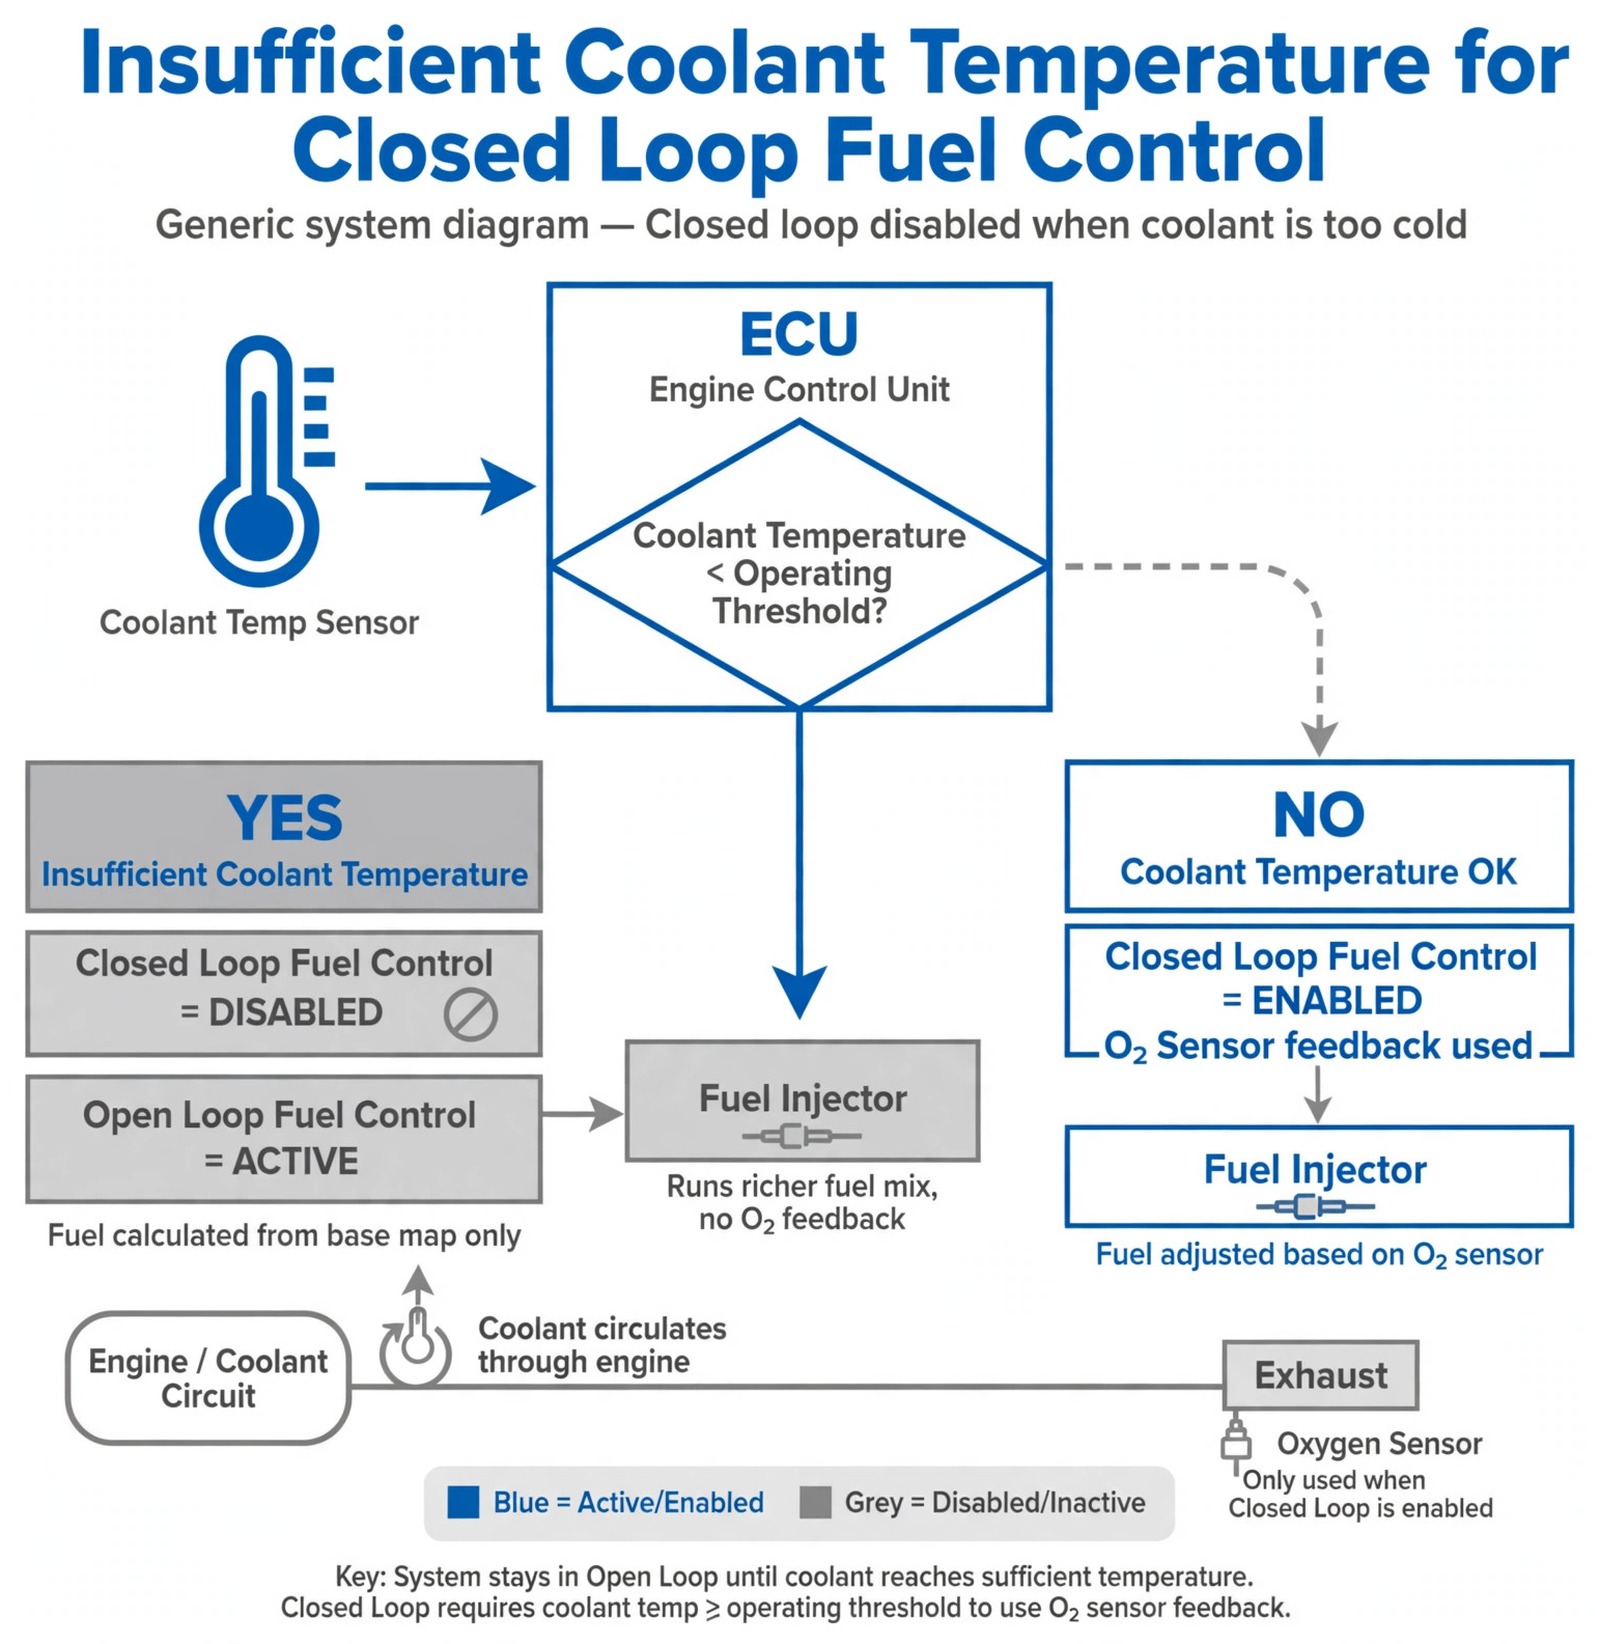 Insufficient Coolant Temperature for
Closed Loop Fuel Control
Generic system diagram — Closed loop disabled when coolant is too cold
ECU
Engine Control Unit
Coolant Temperature
< Operating
Threshold?
Coolant Temp Sensor
YES
Insufficient Coolant Temperature
Closed Loop Fuel Control
= DISABLED
Open Loop Fuel Control
= ACTIVE
Fuel calculated from base map only
Fuel Injector
Runs richer fuel mix,
no O₂ feedback
NO
Coolant Temperature OK
Closed Loop Fuel Control
= ENABLED
O₂ Sensor feedback used
Fuel Injector
Fuel adjusted based on O₂ sensor
Engine / Coolant
Circuit
Coolant circulates
through engine
Exhaust
Oxygen Sensor
Only used when
Closed Loop is enabled
Blue = Active/Enabled
Grey = Disabled/Inactive
Key: System stays in Open Loop until coolant reaches sufficient temperature.
Closed Loop requires coolant temp ≥ operating threshold to use O₂ sensor feedback.